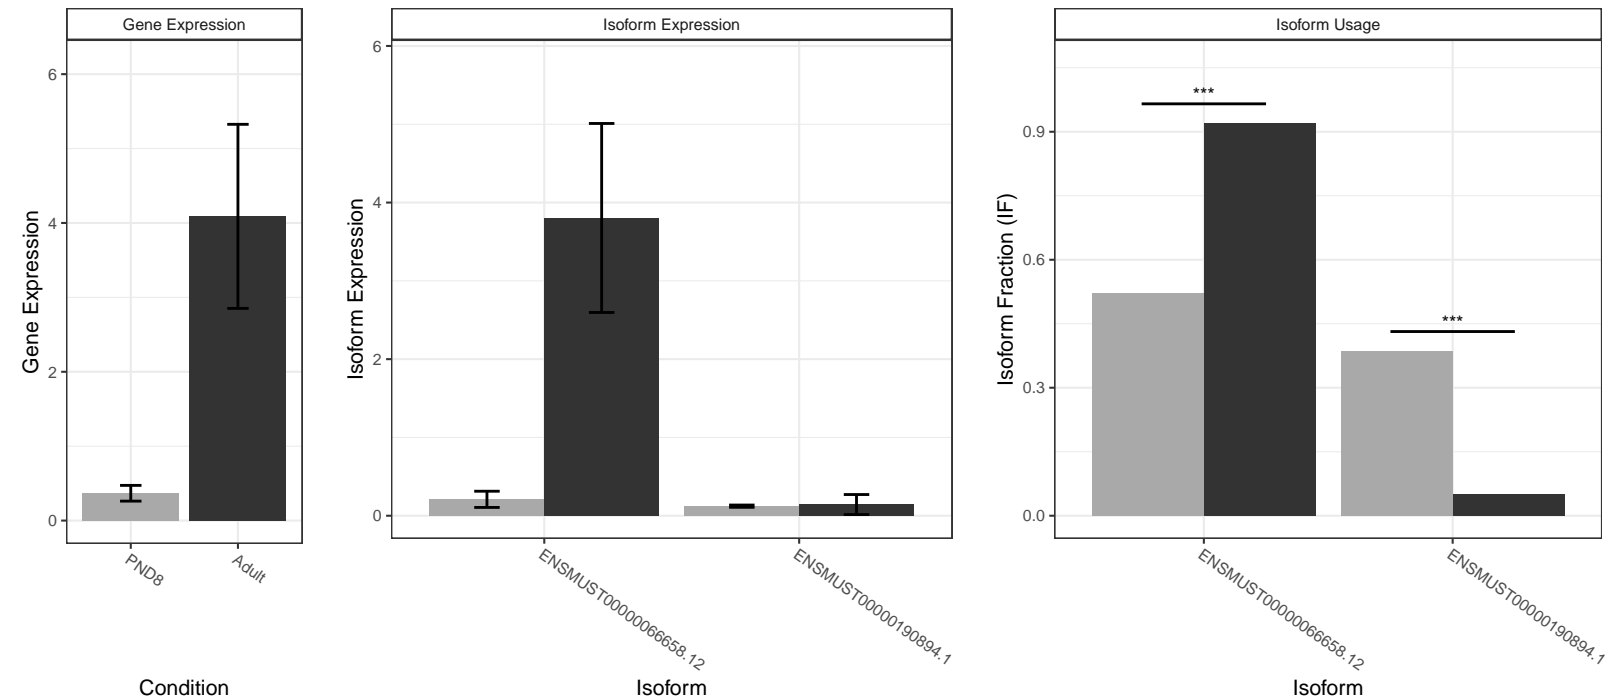 Gene Expression
Isoform Expression
Isoform Usage
Gene Expression
6
4
2
0
PND8
Adult
Condition
Isoform Expression
6
4
2
0
ENSMUST00000066658.12
ENSMUST00000190894.1
Isoform
Isoform Fraction (IF)
0.9
0.6
0.3
0.0
***
***
ENSMUST00000066658.12
ENSMUST00000190894.1
Isoform